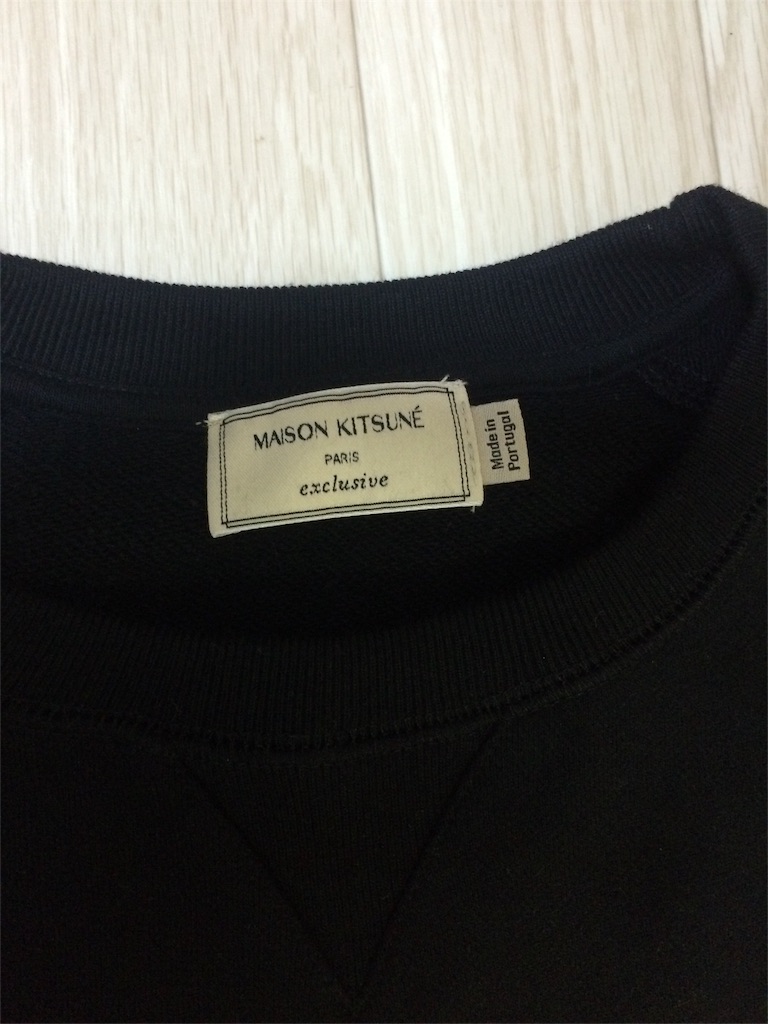 MAISON KITSUNÉ
PARIS
exclusive
Made in
Portugal